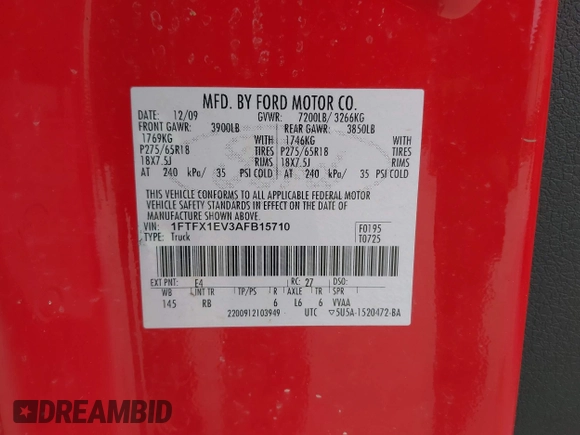 MFD. BY FORD MOTOR CO.
DATE: 12/09 GVWR: 7200LB/ 3266KG
FRONT GAWR: 3900LB REAR GAWR: 3850LB
1769KG WITH 1746KG WITH
P275/65R18 TIRES P275/65R18 TIRES
18X7.5J RIMS 18X7.5J RIMS
AT 240 kPa/ 35 PSI COLD AT 240 kPa/ 35 PSI COLD
THIS VEHICLE CONFORMS TO ALL APPLICABLE FEDERAL MOTOR
VEHICLE SAFETY STANDARDS IN EFFECT ON THE DATE OF
MANUFACTURE SHOWN ABOVE.
VIN: 1FTFX1EV3AFB15710 F0195
TYPE: Truck T0725
EXT PNT: E4 RC: 27 DSO:
WB INT TR TP/PS R AXLE TR SPR
145 RB 6 L6 6 VVAA
2200912103949 UTC ▽5U5A-1520472-BA
DREAMBID